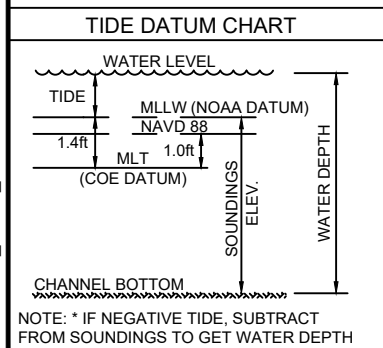 TIDE DATUM CHART
WATER LEVEL
TIDE
MLLW (NOAA DATUM)
NAVD 88
1.4ft
MLT
1.0ft
(COE DATUM)
SOUNDINGS
ELEV.
WATER DEPTH
CHANNEL BOTTOM
NOTE: * IF NEGATIVE TIDE, SUBTRACT
FROM SOUNDINGS TO GET WATER DEPTH